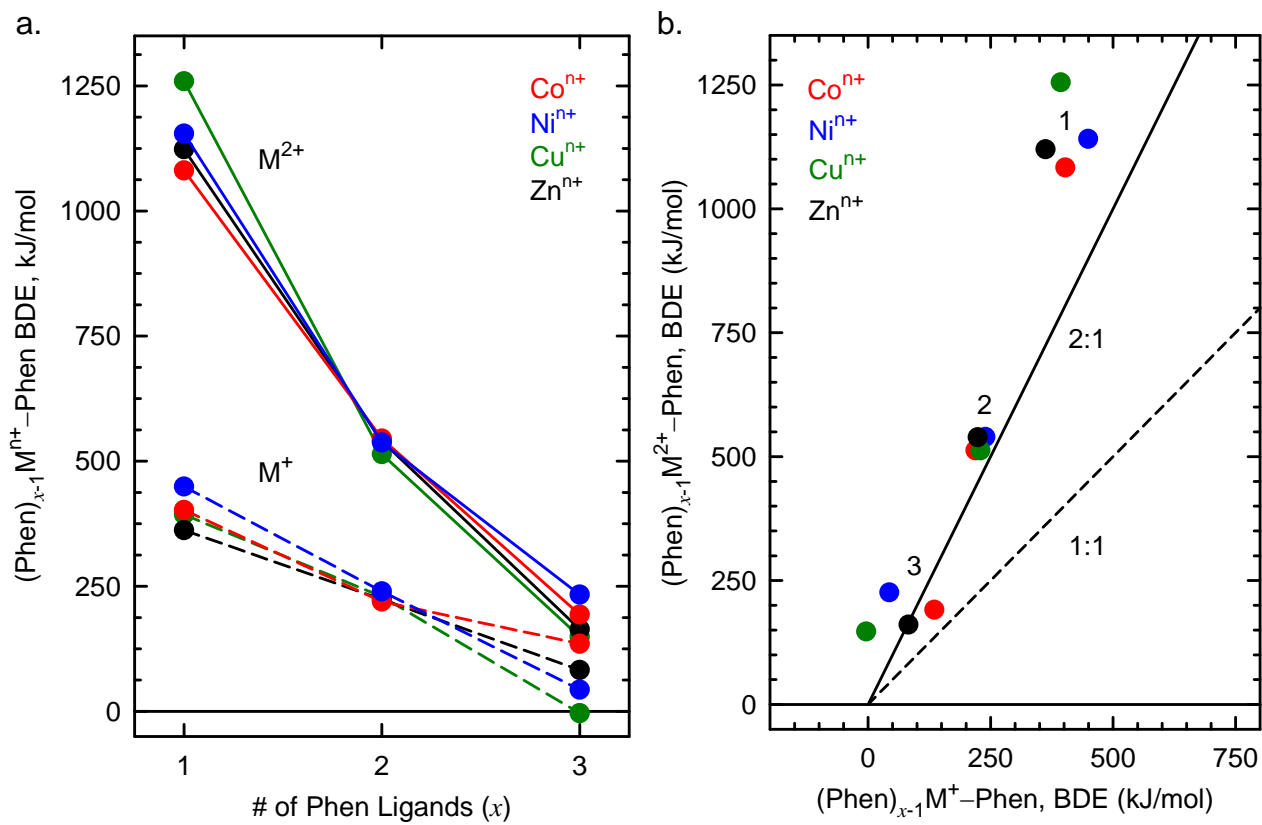 a.
(Phen)x-1Mⁿ⁺–Phen BDE, kJ/mol
1250
1000
750
500
250
0
1 2 3
# of Phen Ligands (x)
M²⁺
M⁺
Coⁿ⁺
Niⁿ⁺
Cuⁿ⁺
Znⁿ⁺
b.
(Phen)x-1M²⁺–Phen, BDE (kJ/mol)
1250
1000
750
500
250
0
0 250 500 750
(Phen)x-1M⁺–Phen, BDE (kJ/mol)
Coⁿ⁺
Niⁿ⁺
Cuⁿ⁺
Znⁿ⁺
1
2:1
2
1:1
3